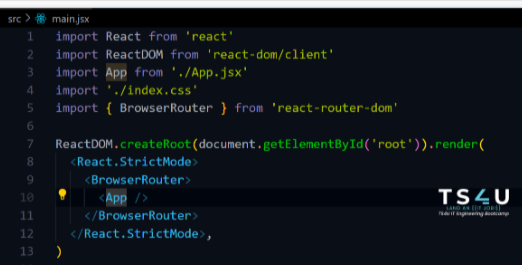 src > main.jsx
1 import React from 'react'
2 import ReactDOM from 'react-dom/client'
3 import App from './App.jsx'
4 import './index.css'
5 import { BrowserRouter } from 'react-router-dom'
6
7 ReactDOM.createRoot(document.getElementById('root')).render(
8 <React.StrictMode>
9 <BrowserRouter>
10 <App />
11 </BrowserRouter>
12 </React.StrictMode>,
13 )
TS4U
LAND AN [IT JOB]
TS4U IT Engineering Bootcamp